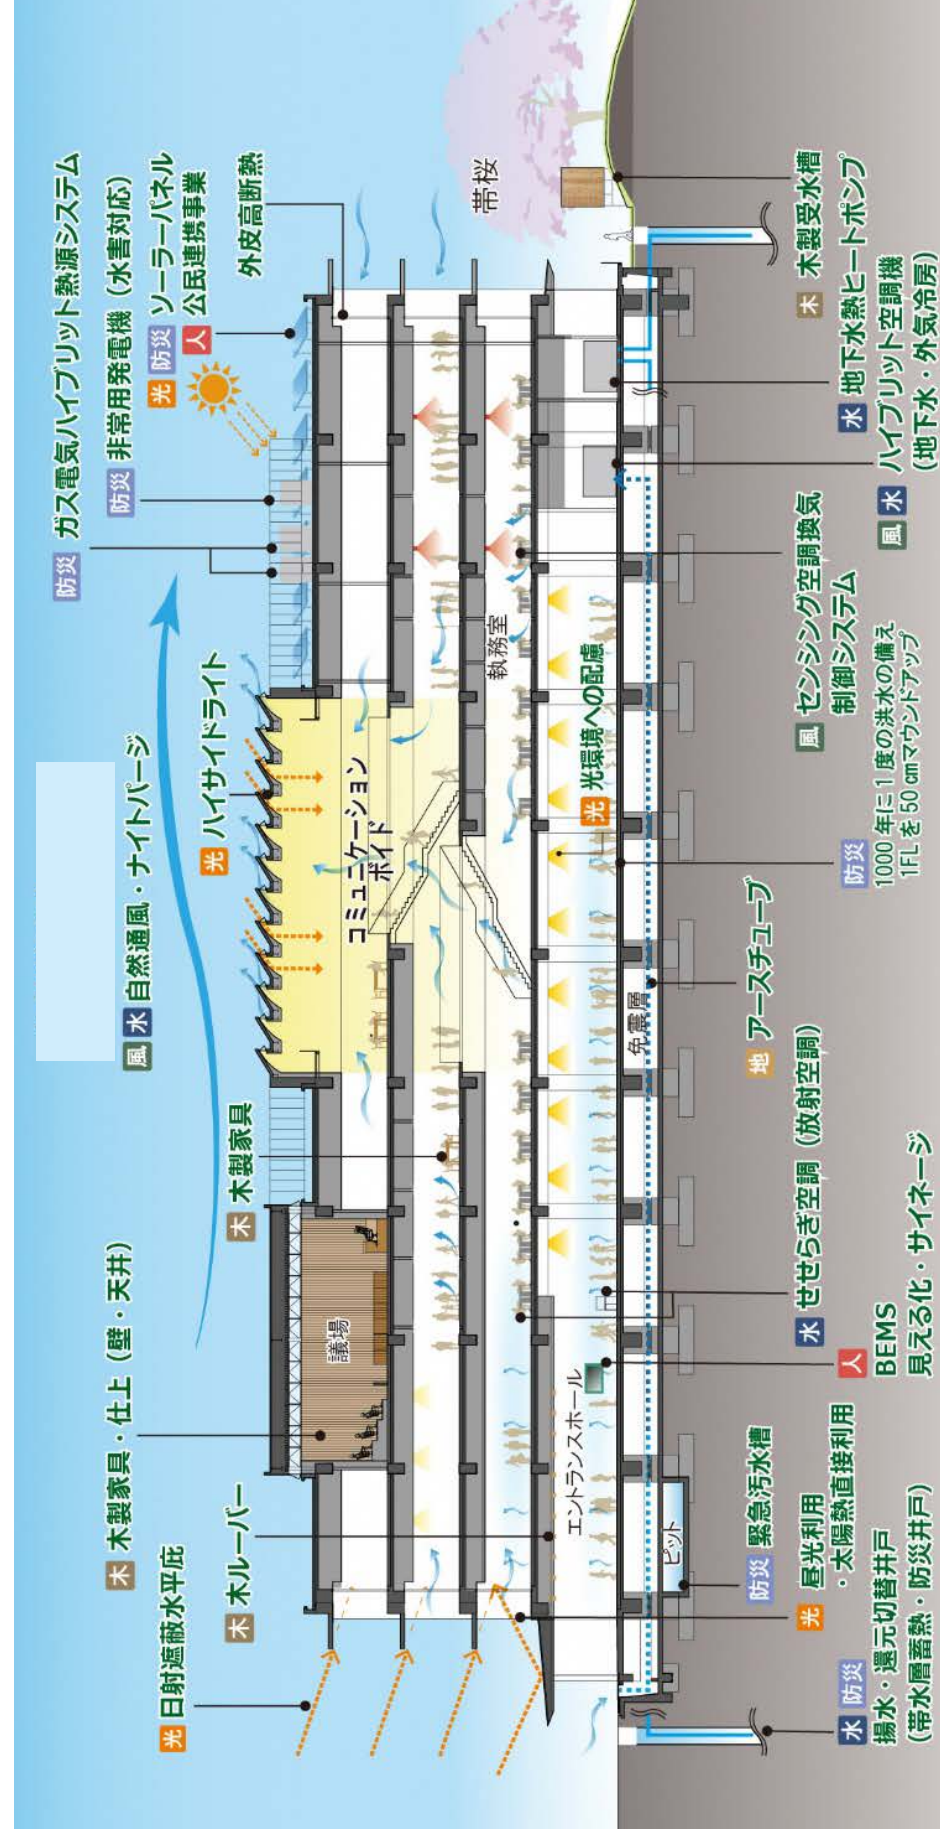 防災 ガス電気ハイブリット熱源システム
防災 非常用発電機（水害対応）
光 防災 ソーラーパネル
人 公民連携事業
外皮高断熱
風 水 自然通風・ナイトパージ
光 ハイサイドライト
木 木製家具・仕上（壁・天井）
木 木製家具
光 日射遮蔽水平庇
木 木ルーバー
議場
コミュニケーション
ボイド
執務室
帯桜
光 光環境への配慮
エントランスホール
免震層
ピット
水 防災
揚水・還元切替井戸
（帯水層蓄熱・防災井戸）
防災 緊急汚水槽
光 昼光利用
・太陽熱直接利用
水 せせらぎ空調（放射空調）
人 BEMS
見える化・サイネージ
地 アースチューブ
防災
1000年に1度の洪水の備え
1FLを50cmマウンドアップ
風 センシング空調換気
制御システム
木 木製受水槽
水 地下水熱ヒートポンプ
風 水 ハイブリット空調機
（地下水・外気冷房）